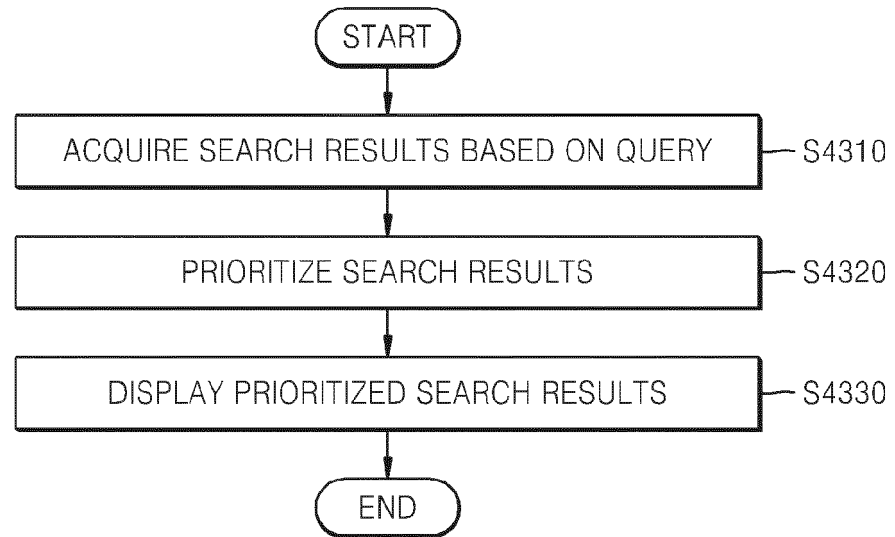 START
ACQUIRE SEARCH RESULTS BASED ON QUERY
S4310
PRIORITIZE SEARCH RESULTS
S4320
DISPLAY PRIORITIZED SEARCH RESULTS
S4330
END